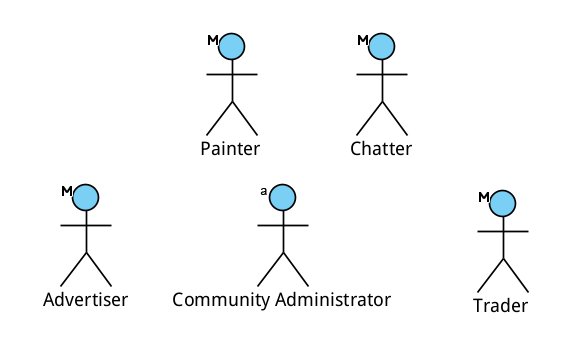 M M
Painter Chatter
M a M
Advertiser Community Administrator Trader